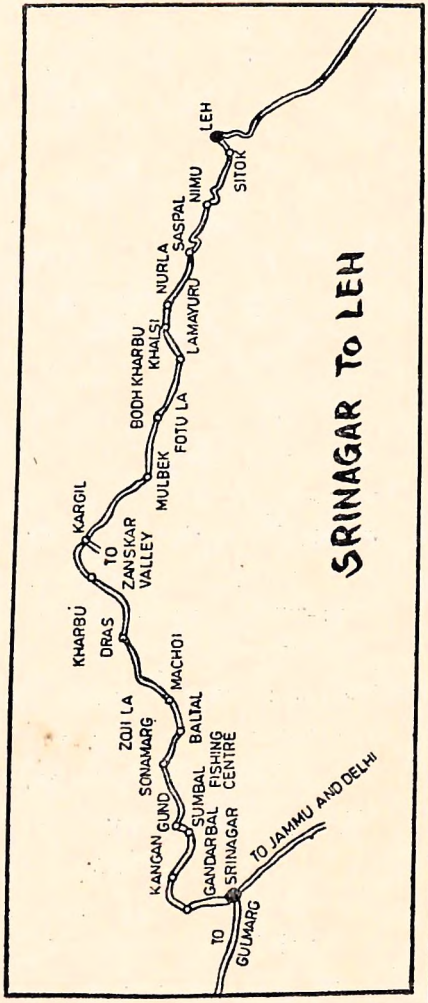 SRINAGAR TO LEH
TO
GULMARG
TO JAMMU AND DELHI
SRINAGAR
GANDARBAL
KANGAN
GUND
SUMBAL
FISHING
CENTRE
SONAMARG
BALTAL
ZOJI LA
MACHOI
DRAS
KHARBU
TO
ZANSKAR
VALLEY
KARGIL
MULBEK
BODH KHARBU
FOTU LA
LAMAYURU
KHALSI
NURLA
SASPAL
NIMU
SITOK
LEH